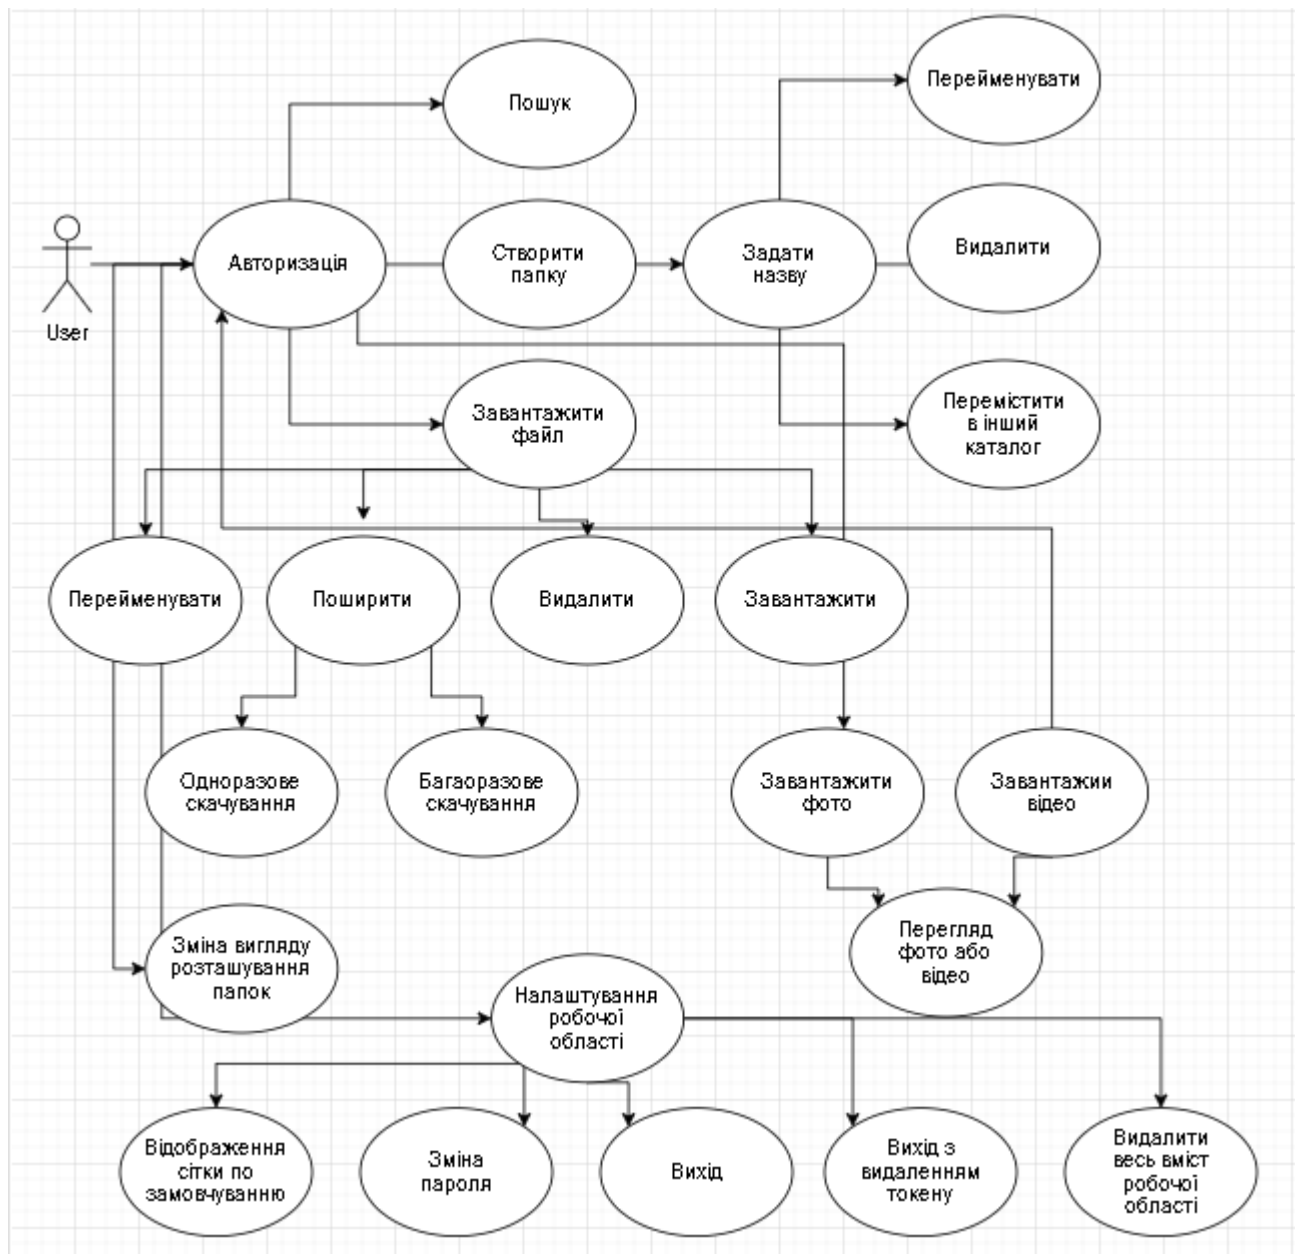 Пошук
Перейменувати
User
Авторизація
Створити
папку
Задати
назву
Видалити
Завантажити
файл
Перемістити
в інший
каталог
Перейменувати
Поширити
Видалити
Завантажити
Одноразове
скачування
Багаоразове
скачування
Завантажити
фото
Завантажии
відео
Зміна вигляду
розташування
папок
Перегляд
фото або
відео
Налаштування
робочої
області
Відображення
сітки по
замовчуванню
Зміна
пароля
Вихід
Вихід з
видаленням
токену
Видалити
весь вміст
робочої
області